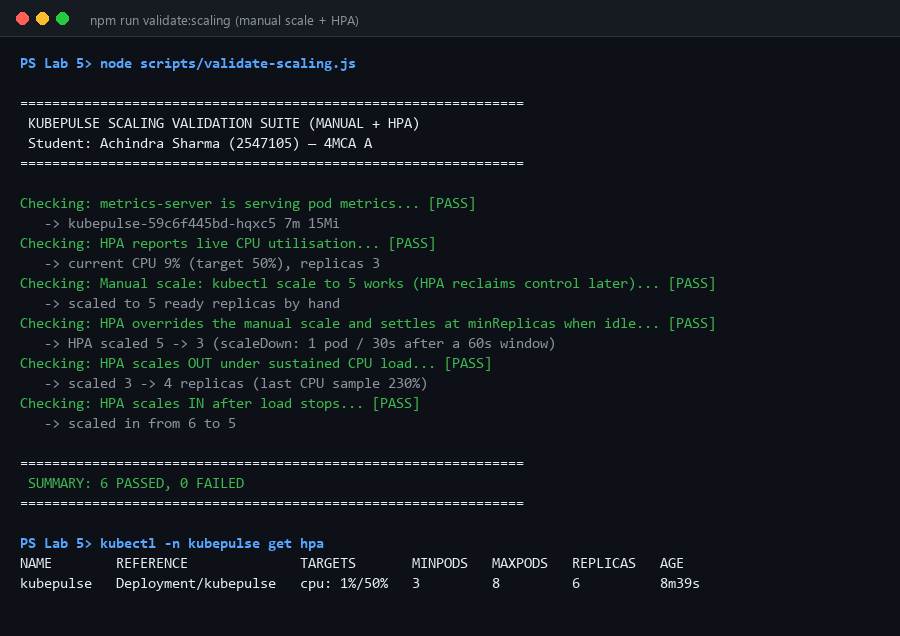 npm run validate:scaling (manual scale + HPA)
PS Lab 5> node scripts/validate-scaling.js
===============================================================
KUBEPULSE SCALING VALIDATION SUITE (MANUAL + HPA)
Student: Achindra Sharma (2547105) — 4MCA A
===============================================================
Checking: metrics-server is serving pod metrics... [PASS]
-> kubepulse-59c6f445bd-hqxc5 7m 15Mi
Checking: HPA reports live CPU utilisation... [PASS]
-> current CPU 9% (target 50%), replicas 3
Checking: Manual scale: kubectl scale to 5 works (HPA reclaims control later)... [PASS]
-> scaled to 5 ready replicas by hand
Checking: HPA overrides the manual scale and settles at minReplicas when idle... [PASS]
-> HPA scaled 5 -> 3 (scaleDown: 1 pod / 30s after a 60s window)
Checking: HPA scales OUT under sustained CPU load... [PASS]
-> scaled 3 -> 4 replicas (last CPU sample 230%)
Checking: HPA scales IN after load stops... [PASS]
-> scaled in from 6 to 5
===============================================================
SUMMARY: 6 PASSED, 0 FAILED
===============================================================
PS Lab 5> kubectl -n kubepulse get hpa
NAME REFERENCE TARGETS MINPODS MAXPODS REPLICAS AGE
kubepulse Deployment/kubepulse cpu: 1%/50% 3 8 6 8m39s